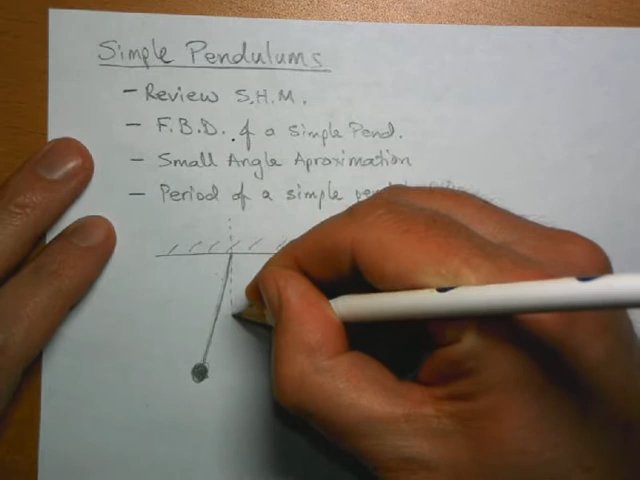 Simple Pendulums
- Review S.H.M.
- F.B.D. of a simple Pend.
- Small Angle Aproximation
- Period of a simple